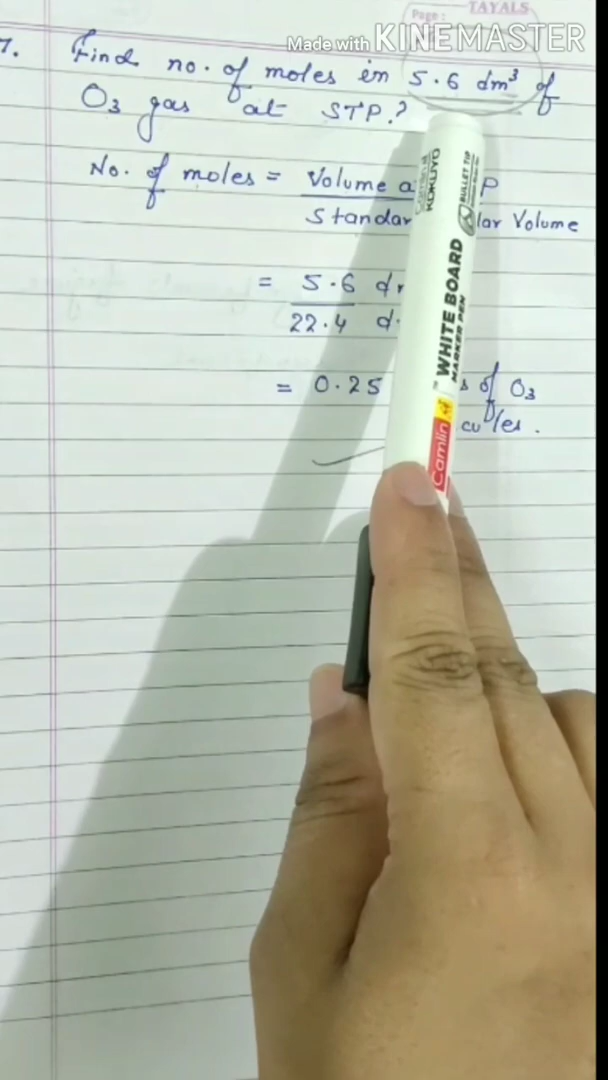 Page :
TAYALS
Made with KINEMASTER
7. Find no. of moles in 5.6 dm³ of
O₃ gas at STP.?
No. of moles = Volume a P
Standar lar Volume
= 5.6
22.4
= 0.25 of O₃
KOKUYO
BULLET TIP
™ WHITE BOARD
MARKER PEN
Camlin